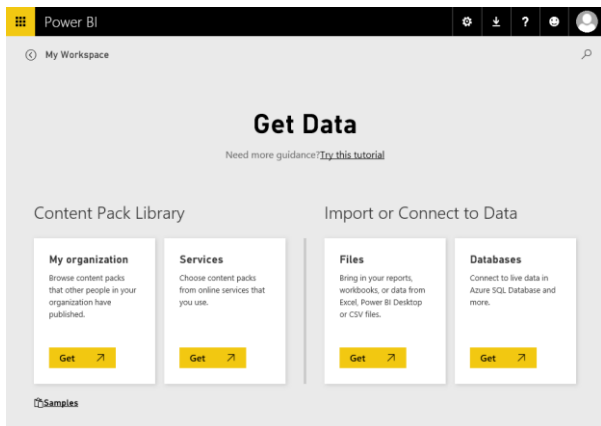 Power BI
?
My Workspace
Get Data
Need more guidance?Try this tutorial
Content Pack Library
Import or Connect to Data
My organization
Browse content packs
that other people in your
organization have
published.
Get
Services
Choose content packs
from online services that
you use.
Get
Files
Bring in your reports,
workbooks, or data from
Excel, Power BI Desktop
or CSV files.
Get
Databases
Connect to live data in
Azure SQL Database and
more.
Get
Samples